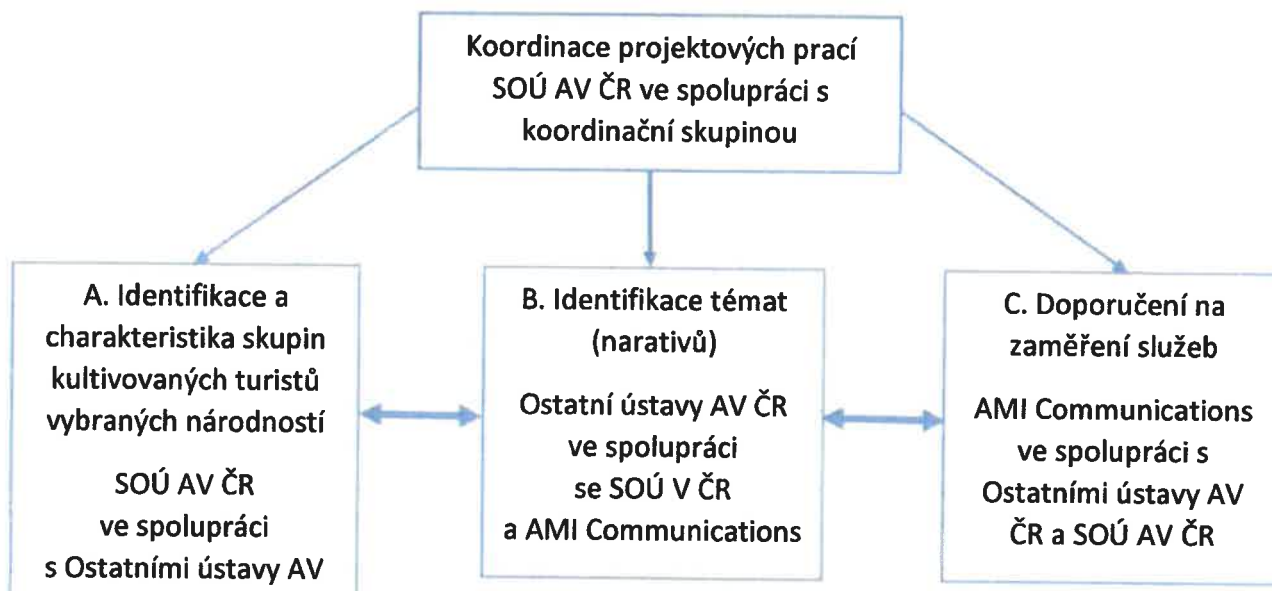 Koordinace projektových prací
SOÚ AV ČR ve spolupráci s
koordinační skupinou
A. Identifikace a
charakteristika skupin
kultivovaných turistů
vybraných národností
SOÚ AV ČR
ve spolupráci
s Ostatními ústavy AV
B. Identifikace témat
(narativů)
Ostatní ústavy AV ČR
ve spolupráci
se SOÚ V ČR
a AMI Communications
C. Doporučení na
zaměření služeb
AMI Communications
ve spolupráci s
Ostatními ústavy AV
ČR a SOÚ AV ČR